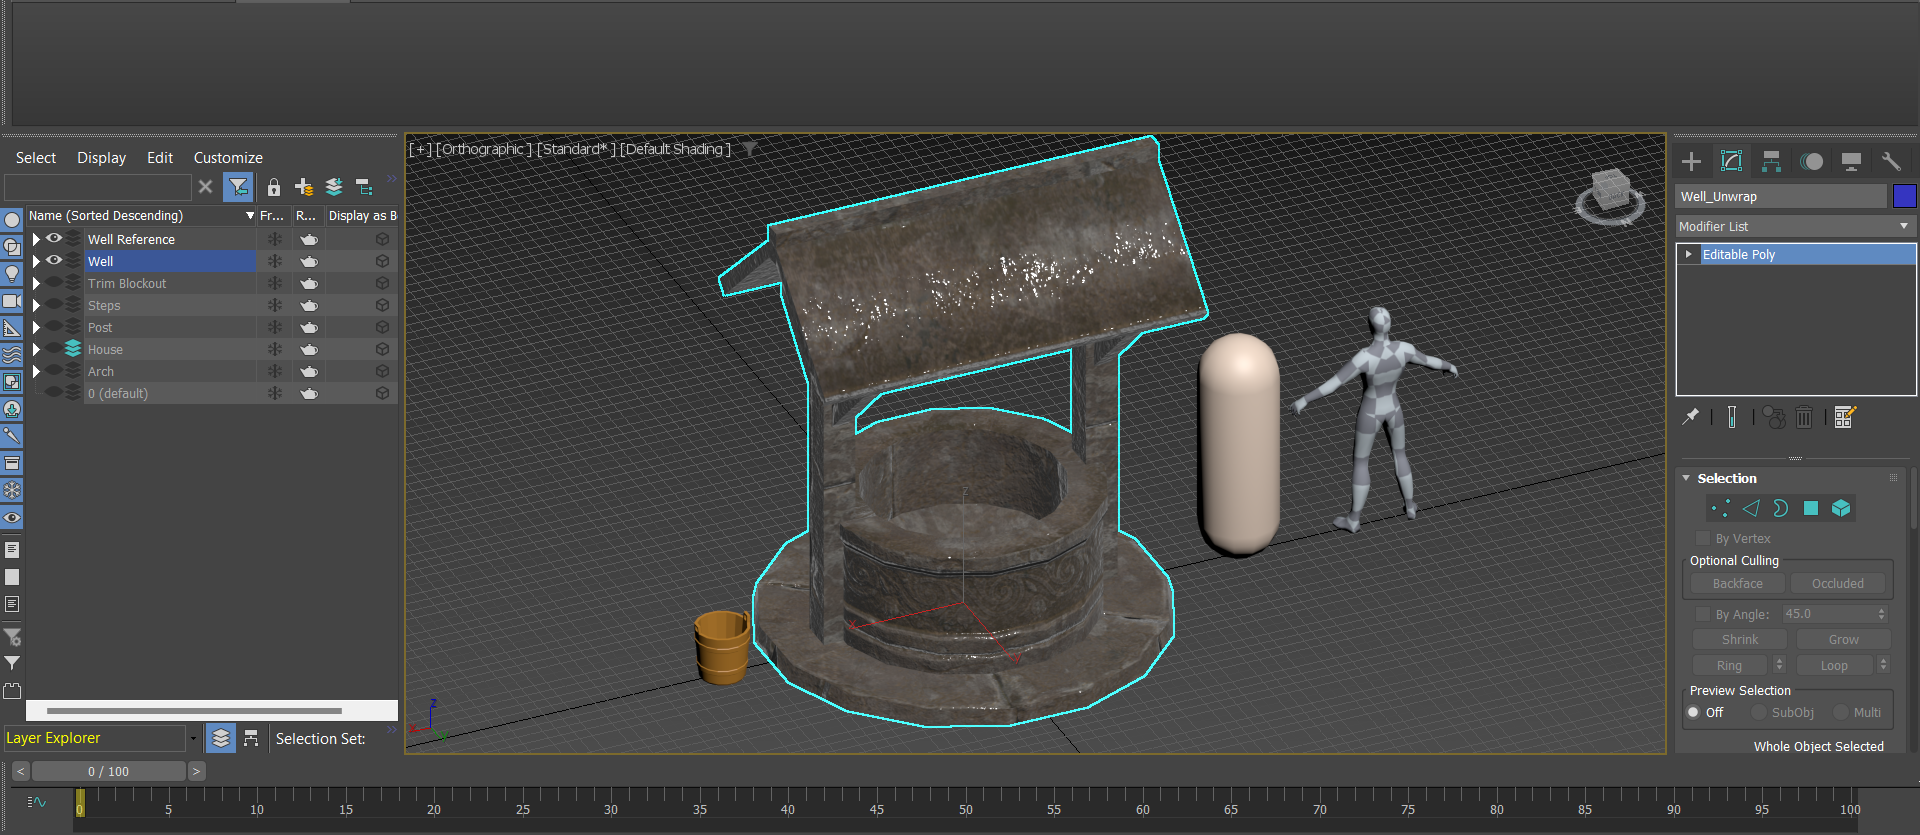 Select Display Edit Customize
Name (Sorted Descending) Fr... R... Display as B
Well Reference
Well
Trim Blockout
Steps
Post
House
Arch
0 (default)
Layer Explorer
Selection Set:
[+] [Orthographic ] [Standard* ] [Default Shading ]
Z
X
Y
Z
Well_Unwrap
Modifier List
Editable Poly
Selection
By Vertex
Optional Culling
Backface Occluded
By Angle: 45.0
Shrink Grow
Ring Loop
Preview Selection
Off SubObj Multi
Whole Object Selected
< 0 / 100 >
0 5 10 15 20 25 30 35 40 45 50 55 60 65 70 75 80 85 90 95 100